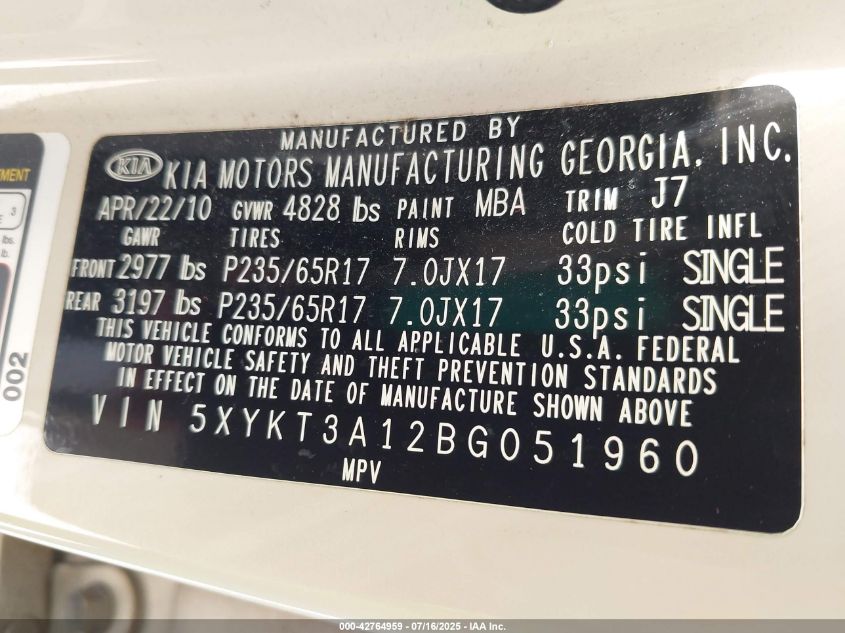 MANUFACTURED BY
KIA KIA MOTORS MANUFACTURING GEORGIA, INC.
APR/22/10 GVWR 4828 lbs PAINT MBA TRIM J7
GAWR TIRES RIMS COLD TIRE INFL
FRONT 2977 lbs P235/65R17 7.0JX17 33psi SINGLE
REAR 3197 lbs P235/65R17 7.0JX17 33psi SINGLE
THIS VEHICLE CONFORMS TO ALL APPLICABLE U.S.A. FEDERAL
MOTOR VEHICLE SAFETY AND THEFT PREVENTION STANDARDS
IN EFFECT ON THE DATE OF MANUFACTURE SHOWN ABOVE
VIN 5XYKT3A12BG051960
MPV
3
lbs.
002
000-42764959 - 07/16/2025 - IAA Inc.